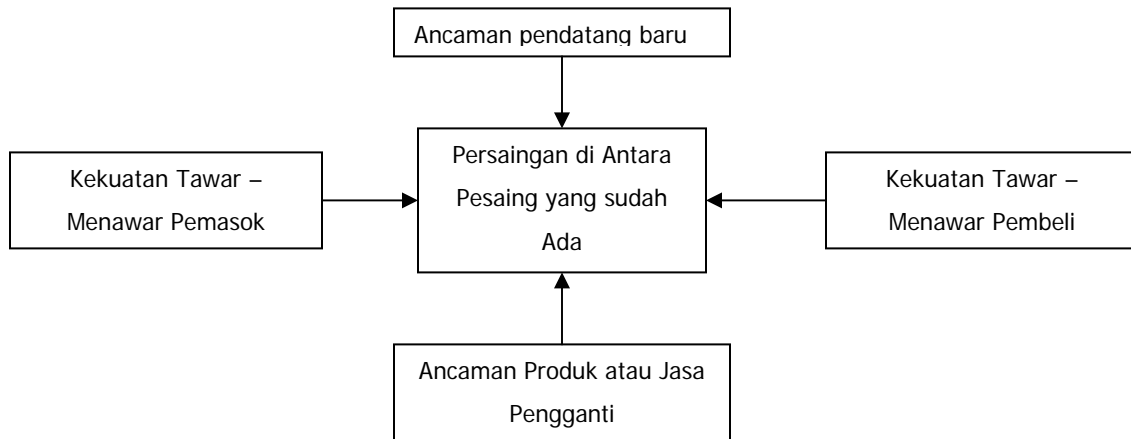 Ancaman pendatang baru
Persaingan di Antara
Pesaing yang sudah
Ada
Kekuatan Tawar –
Menawar Pemasok
Kekuatan Tawar –
Menawar Pembeli
Ancaman Produk atau Jasa
Pengganti